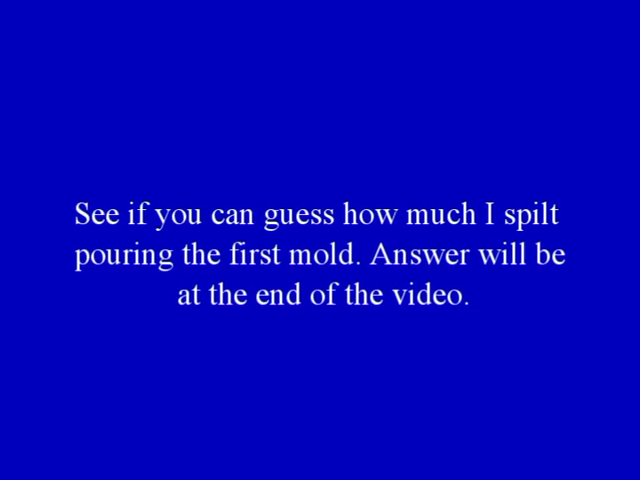 See if you can guess how much I spilt
pouring the first mold. Answer will be
at the end of the video.